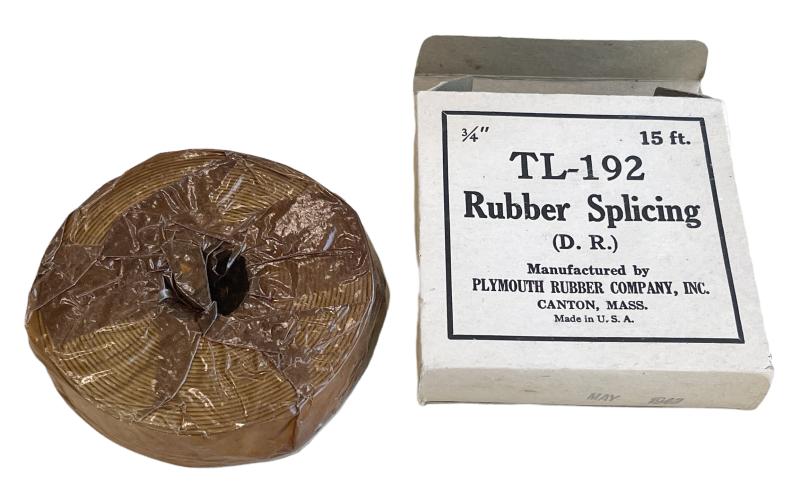 3/4" 15 ft.
TL-192
Rubber Splicing
(D. R.)
Manufactured by
PLYMOUTH RUBBER COMPANY, INC.
CANTON, MASS.
Made in U. S. A.
MAY